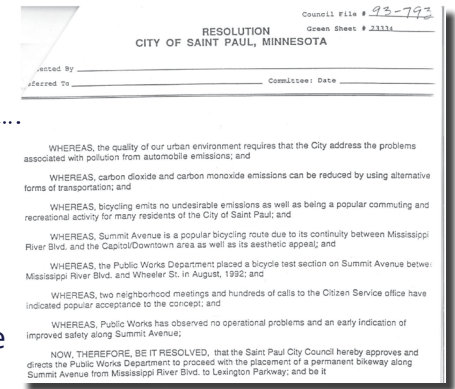 Council File # 93-793
Green Sheet # 23334
RESOLUTION
CITY OF SAINT PAUL, MINNESOTA
ected By
ferred To
Committee: Date
....
WHEREAS, the quality of our urban environment requires that the City address the problems
associated with pollution from automobile emissions; and
WHEREAS, carbon dioxide and carbon monoxide emissions can be reduced by using alternative
forms of transportation; and
WHEREAS, bicycling emits no undesirable emissions as well as being a popular commuting and
recreational activity for many residents of the City of Saint Paul; and
WHEREAS, Summit Avenue is a popular bicycling route due to its continuity between Mississippi
River Blvd. and the Capitol/Downtown area as well as its aesthetic appeal; and
WHEREAS, the Public Works Department placed a bicycle test section on Summit Avenue betwe
Mississippi River Blvd. and Wheeler St. in August, 1992; and
WHEREAS, two neighborhood meetings and hundreds of calls to the Citizen Service office have
indicated popular acceptance to the concept; and
e
WHEREAS, Public Works has observed no operational problems and an early indication of
improved safety along Summit Avenue;
NOW, THEREFORE, BE IT RESOLVED, that the Saint Paul City Council hereby approves and
directs the Public Works Department to proceed with the placement of a permanent bikeway along
Summit Avenue from Mississippi River Blvd. to Lexington Parkway; and be it